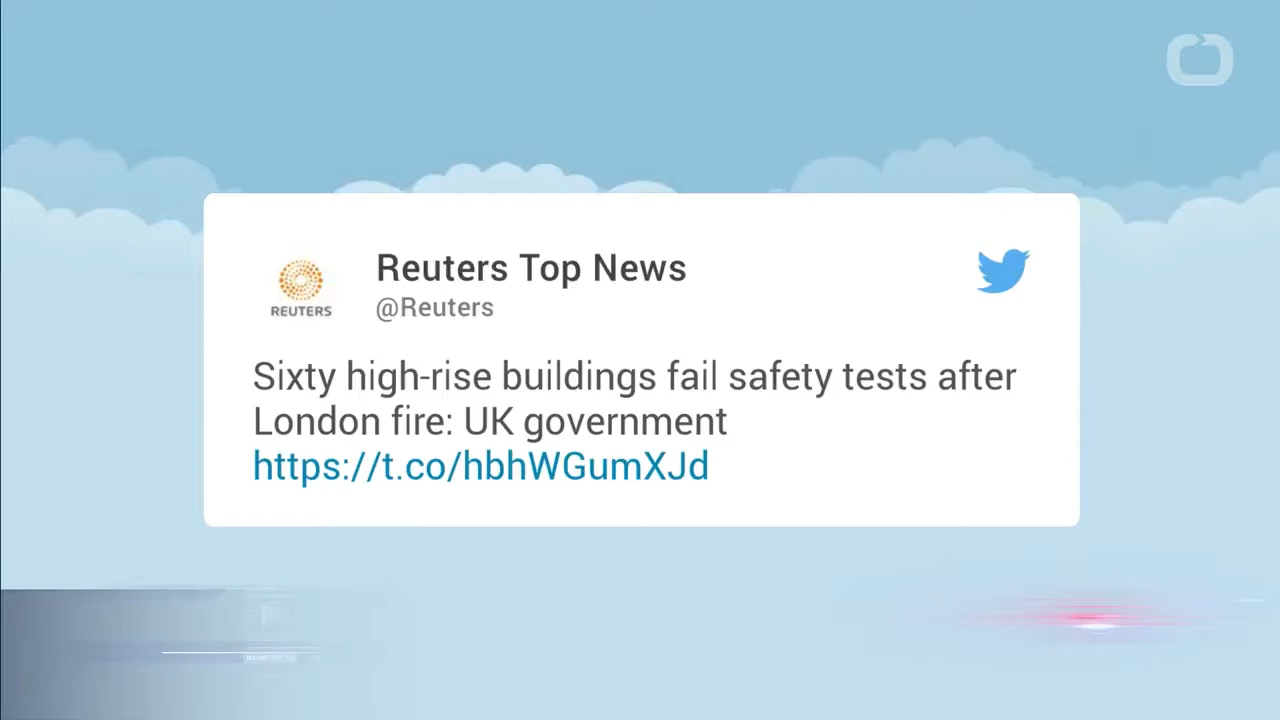 REUTERS
Reuters Top News
@Reuters
Sixty high-rise buildings fail safety tests after
London fire: UK government
https://t.co/hbhWGumXJd